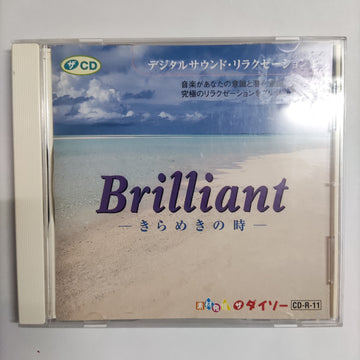 ザCD
デジタルサウンド・リラクゼーション
音楽があなたの意識と
究極のリラクゼーション
Brilliant
―きらめきの時―
ザ ダイソー
CD-R-11